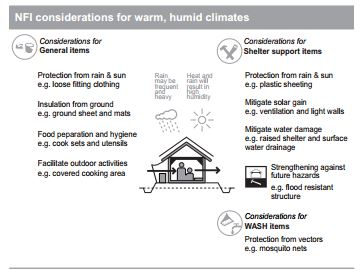 NFI considerations for warm, humid climates
Considerations for
General items
Protection from rain & sun
e.g. loose fitting clothing
Insulation from ground
e.g. ground sheet and mats
Food preparation and hygiene
e.g. cook sets and utensils
Facilitate outdoor activities
e.g. covered cooking area
Rain
may be
frequent
and
heavy
Heat and
rain will
result in
high
humidity
Considerations for
Shelter support items
Protection from rain & sun
e.g. plastic sheeting
Mitigate solar gain
e.g. ventilation and light walls
Mitigate water damage
e.g. raised shelter and surface
water drainage
Strengthening against
future hazards
e.g. flood resistant
structure
Considerations for
WASH items
Protection from vectors
e.g. mosquito nets